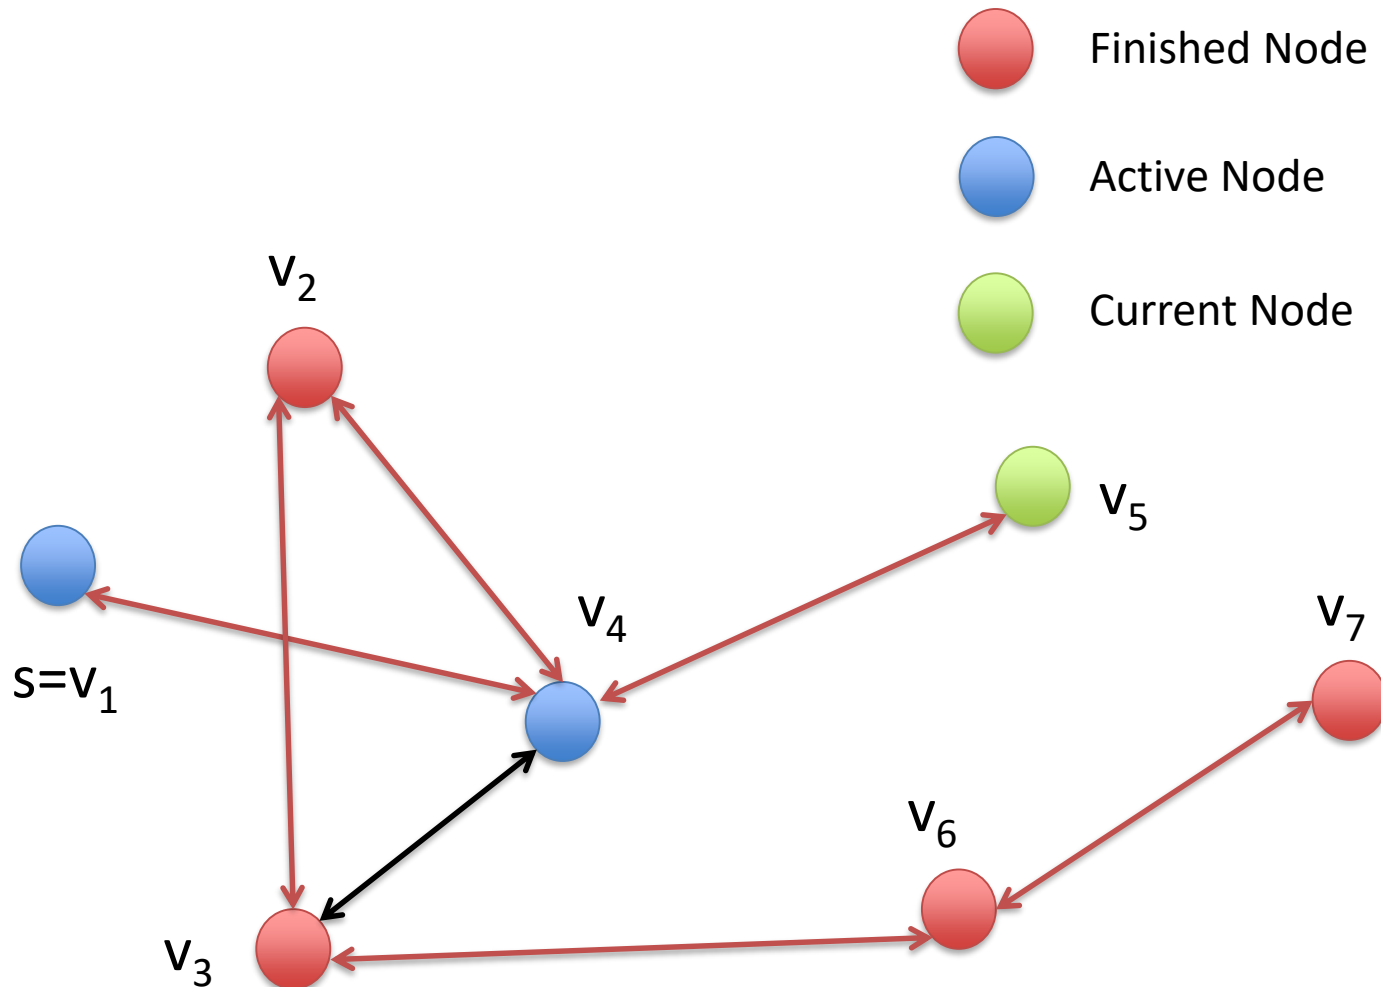 Finished Node
Active Node
v2
Current Node
v5
v4
v7
s=v1
v6
v3